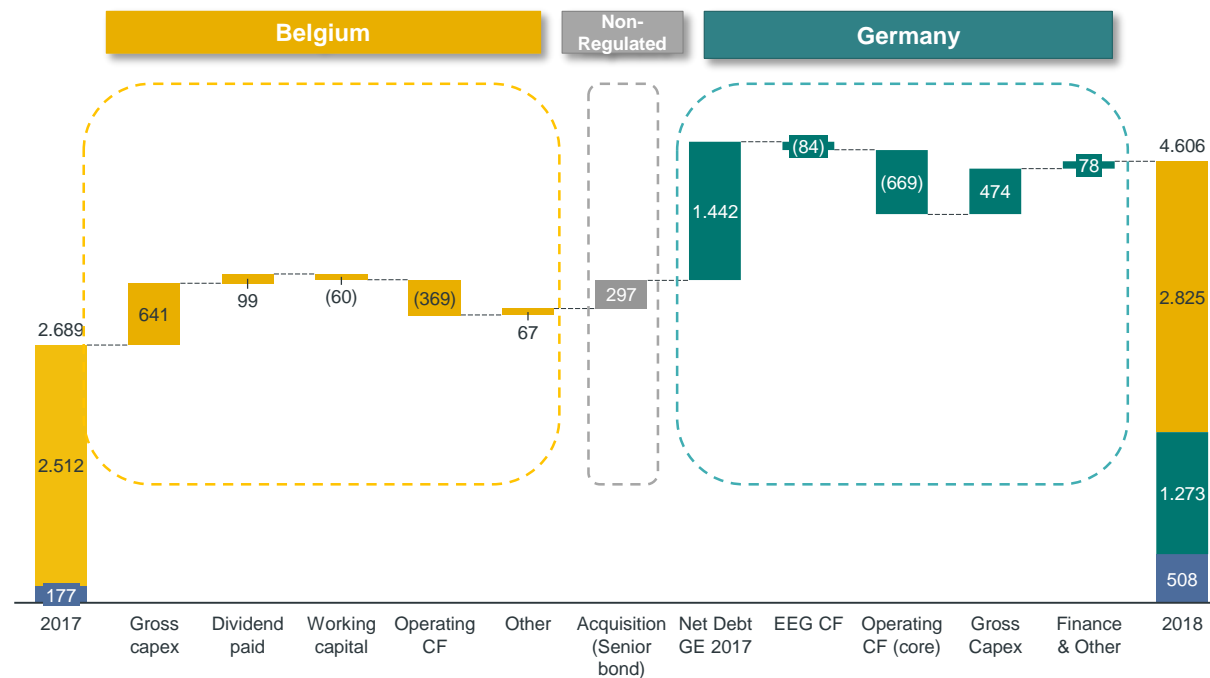 Belgium
Non-
Regulated
Germany
2.689
2.512
177
641
99
(60)
(369)
67
297
1.442
(84)
(669)
474
78
4.606
2.825
1.273
508
2017
Gross
capex
Dividend
paid
Working
capital
Operating
CF
Other
Acquisition
(Senior
bond)
Net Debt
GE 2017
EEG CF
Operating
CF (core)
Gross
Capex
Finance
& Other
2018